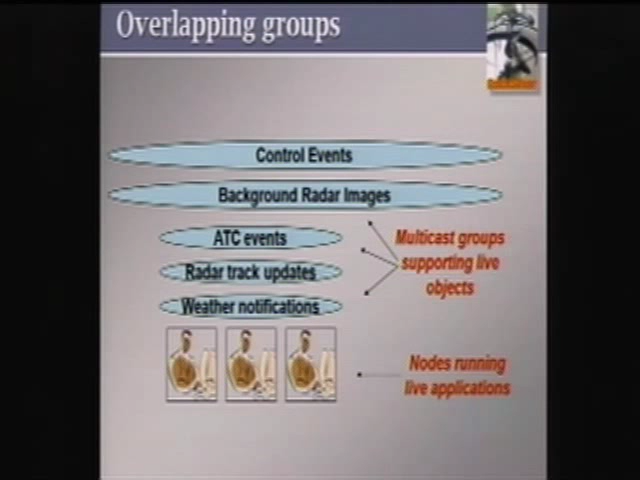 Overlapping groups
Control Events
Background Radar Images
ATC events
Radar track updates
Weather notifications
Multicast groups
supporting live
objects
Nodes running
live applications